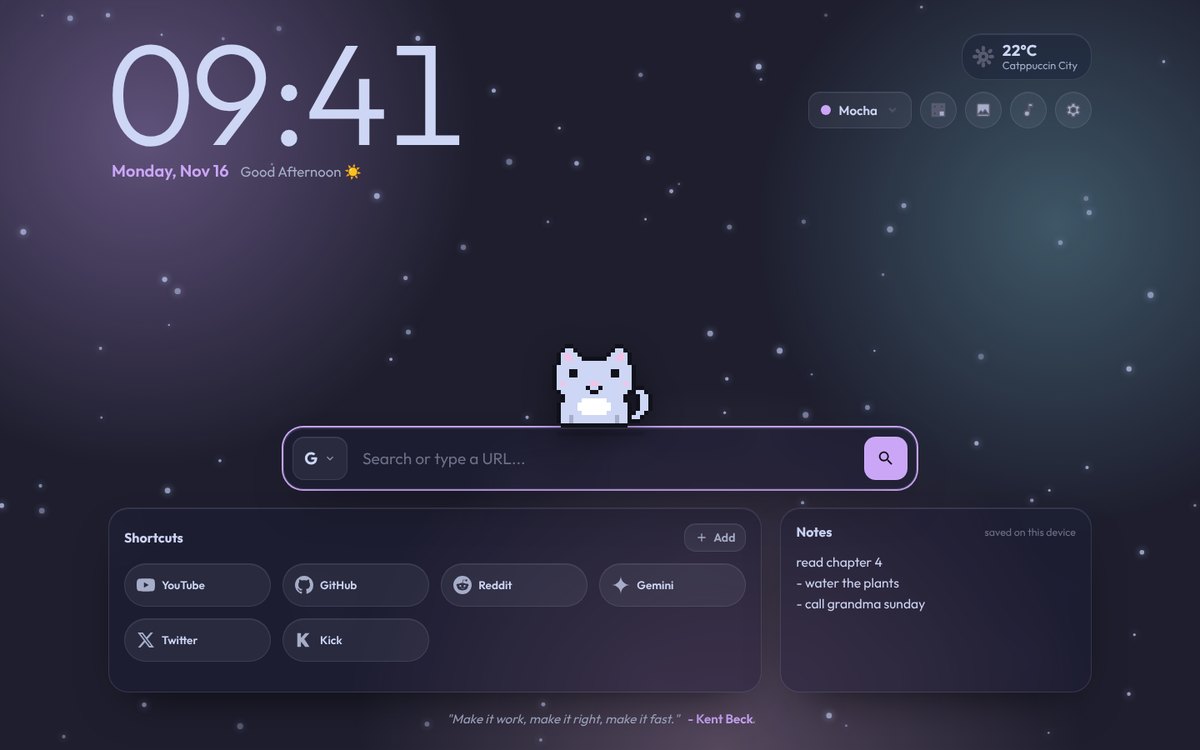 09:41
Monday, Nov 16 Good Afternoon ☀️
22°C
Catppuccin City
Mocha
G
Search or type a URL...
Shortcuts
+ Add
YouTube
GitHub
Reddit
Gemini
Twitter
Kick
Notes
saved on this device
read chapter 4
- water the plants
- call grandma sunday
"Make it work, make it right, make it fast." - Kent Beck